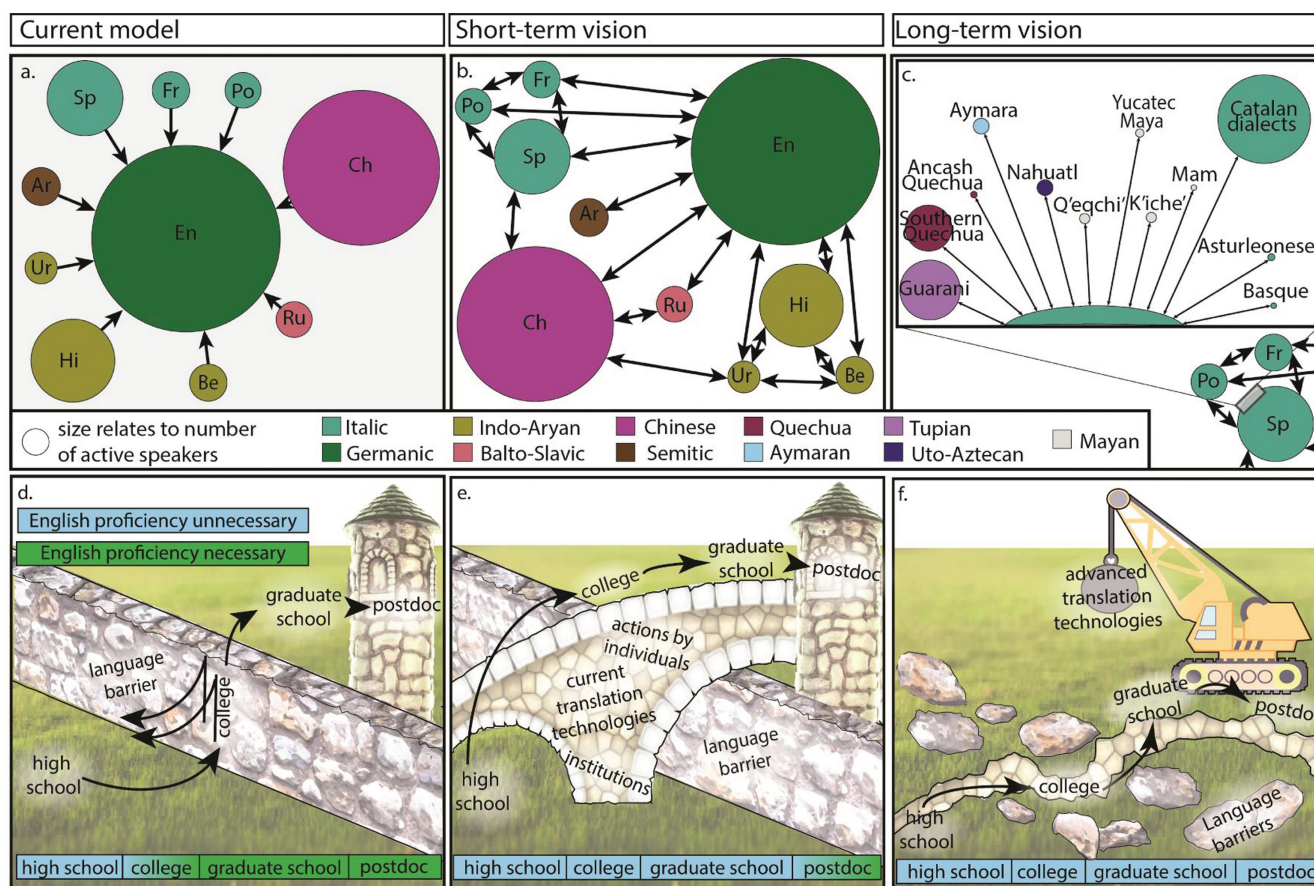 Current model
Short-term vision
Long-term vision
a.
Sp
Fr
Po
Ch
Ar
En
Ur
Ru
Hi
Be
b.
Fr
Po
En
Sp
Ar
Ru
Hi
Ch
Ur
Be
c.
Aymara
Yucatec
Maya
Catalan
dialects
Ancash
Quechua
Nahuatl
Mam
Q'eqchi'
K'iche'
Southern
Quechua
Asturleonese
Guarani
Basque
Fr
Po
Sp
size relates to number
of active speakers
Italic
Indo-Aryan
Chinese
Quechua
Tupian
Mayan
Germanic
Balto-Slavic
Semitic
Aymaran
Uto-Aztecan
d.
English proficiency unnecessary
English proficiency necessary
graduate
school
postdoc
language
barrier
college
high
school
high school
college
graduate school
postdoc
e.
graduate
school
college
postdoc
actions by
individuals
current
translation
technologies
language
barrier
high
school
institutions
high school
college
graduate school
postdoc
f.
advanced
translation
technologies
graduate
school
postdoc
college
high
school
Language
barriers
high school
college
graduate school
postdoc